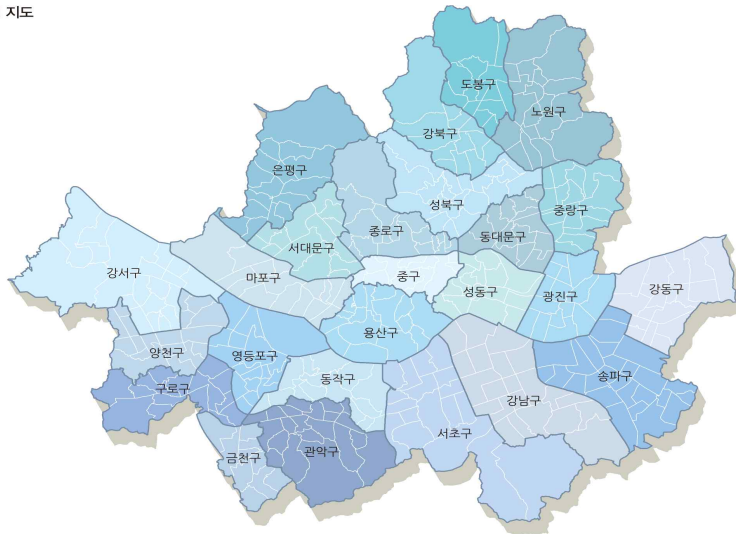 지도
도봉구
노원구
강북구
은평구
성북구
중랑구
종로구
동대문구
서대문구
강서구
마포구
중구
성동구
광진구
강동구
용산구
양천구
영등포구
동작구
송파구
구로구
강남구
서초구
관악구
금천구